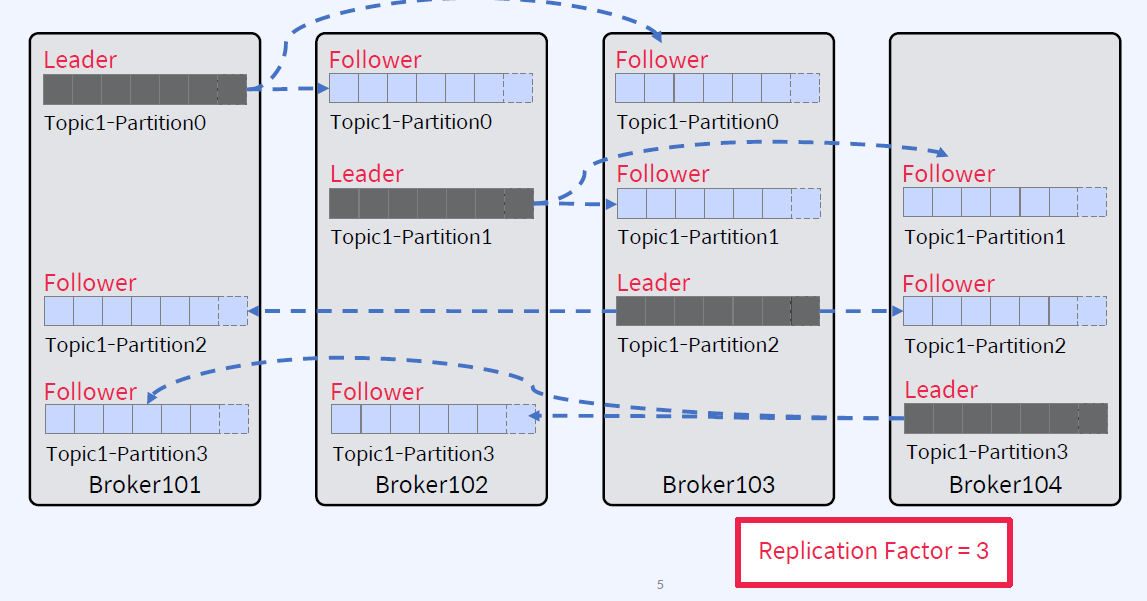 Leader
Topic1-Partition0
Follower
Topic1-Partition2
Follower
Topic1-Partition3
Broker101
Follower
Topic1-Partition0
Leader
Topic1-Partition1
Follower
Topic1-Partition3
Broker102
Follower
Topic1-Partition0
Follower
Topic1-Partition1
Leader
Topic1-Partition2
Broker103
Follower
Topic1-Partition1
Follower
Topic1-Partition2
Leader
Topic1-Partition3
Broker104
Replication Factor = 3
5